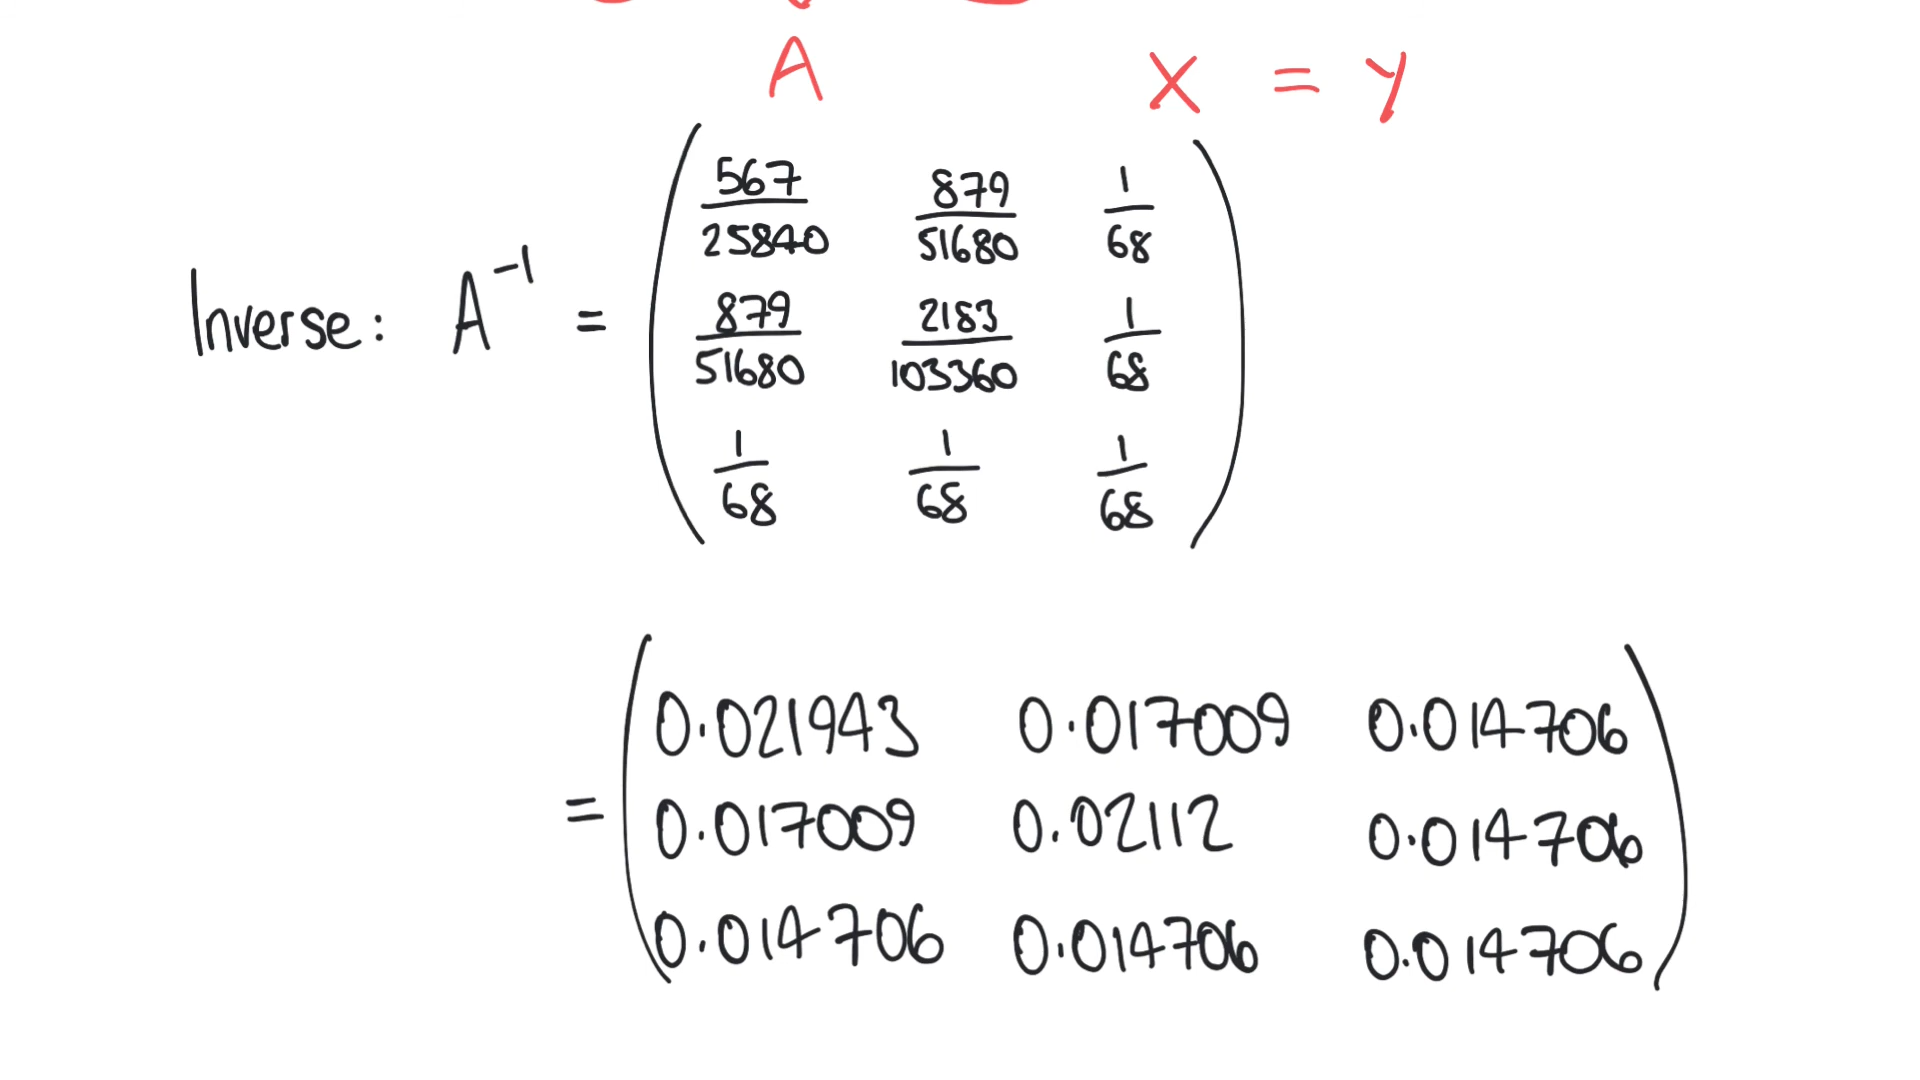 A X = Y
567/25840 879/51680 1/68
Inverse: A⁻¹ = 879/51680 2183/103360 1/68
1/68 1/68 1/68
0.021943 0.017009 0.014706
= 0.017009 0.02112 0.014706
0.014706 0.014706 0.014706